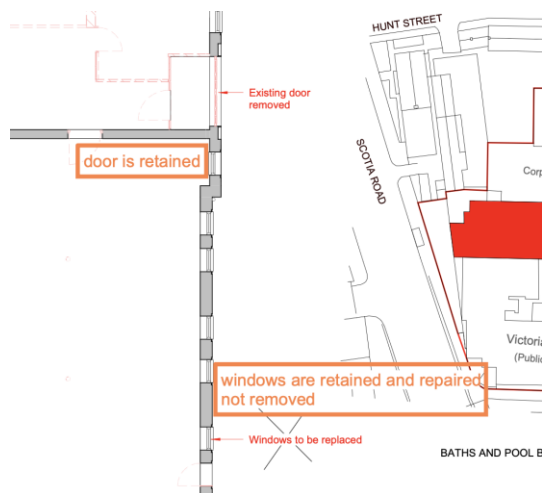 HUNT STREET
Existing door
removed
door is retained
SCOTIA ROAD
Corp
Victoria
(Public
windows are retained and repaired
not removed
Windows to be replaced
BATHS AND POOL B